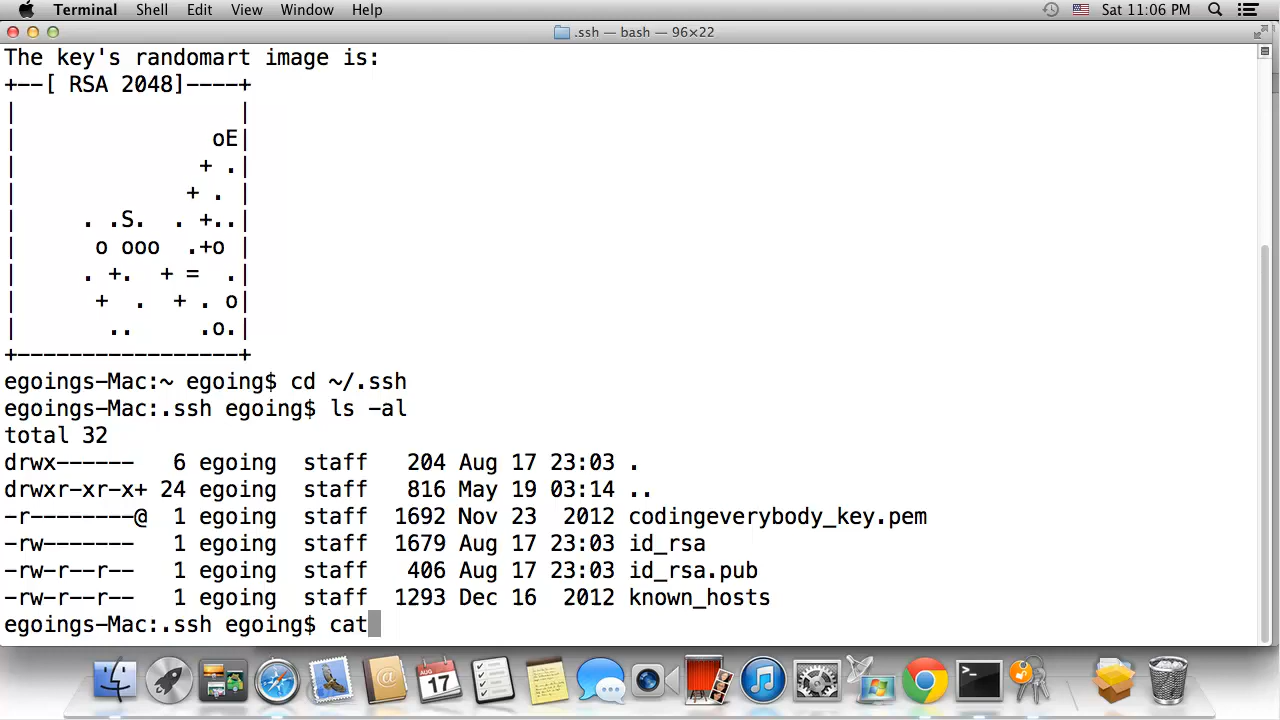 Terminal Shell Edit View Window Help Sat 11:06 PM
.ssh — bash — 96×22
The key's randomart image is:
+--[ RSA 2048]----+
|                 |
|               oE|
|              + .|
|             + . |
|     . .S.  . +..|
|      o ooo  .+o |
|     . +.  + =  .|
|      +  .  + . o|
|       ..     .o.|
+-----------------+
egoings-Mac:~ egoing$ cd ~/.ssh
egoings-Mac:.ssh egoing$ ls -al
total 32
drwx------   6 egoing  staff   204 Aug 17 23:03 .
drwxr-xr-x+ 24 egoing  staff   816 May 19 03:14 ..
-r--------@  1 egoing  staff  1692 Nov 23  2012 codingeverybody_key.pem
-rw-------   1 egoing  staff  1679 Aug 17 23:03 id_rsa
-rw-r--r--   1 egoing  staff   406 Aug 17 23:03 id_rsa.pub
-rw-r--r--   1 egoing  staff  1293 Dec 16  2012 known_hosts
egoings-Mac:.ssh egoing$ cat
AUG
17